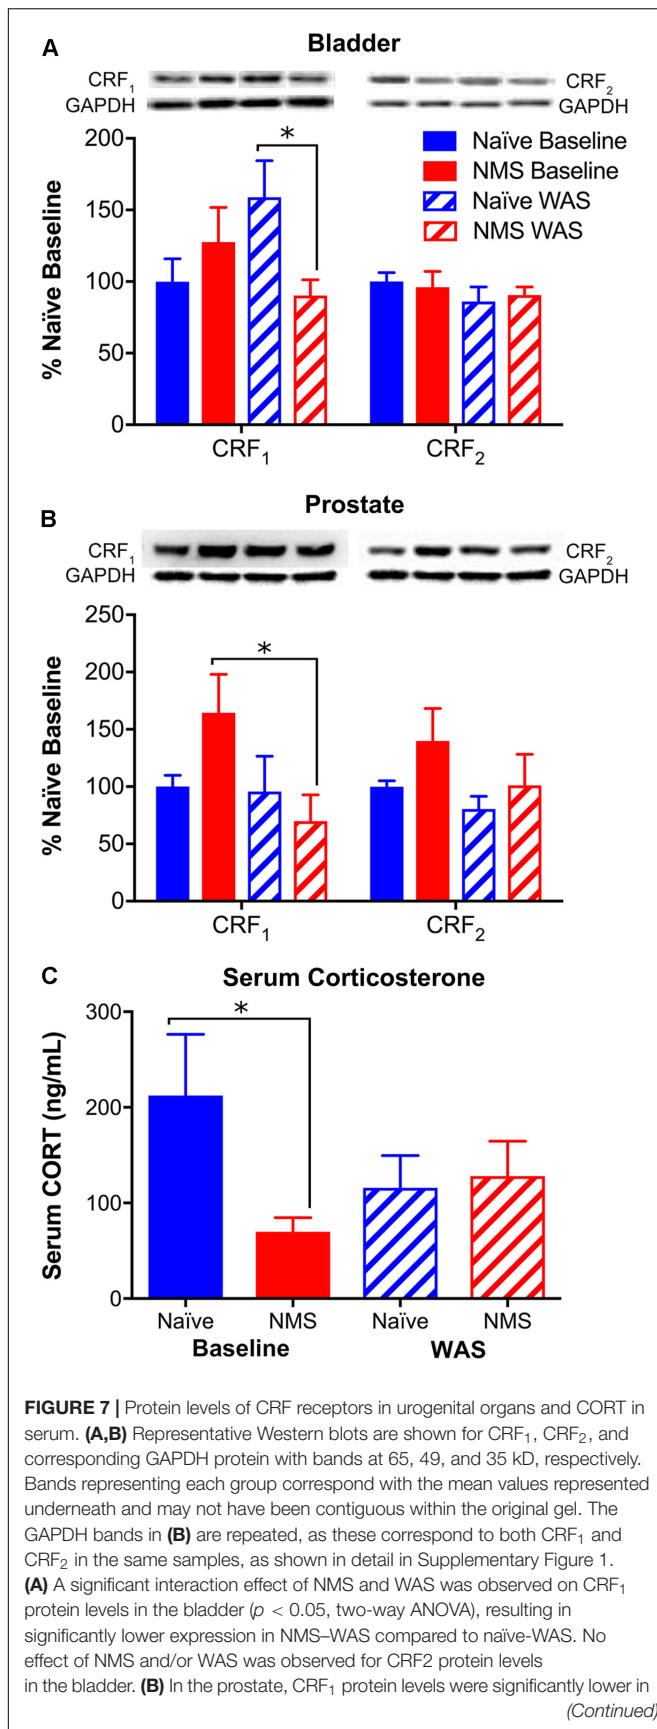 A
Bladder
CRF1
GAPDH
CRF2
GAPDH
*
Naïve Baseline
NMS Baseline
Naïve WAS
NMS WAS
% Naïve Baseline
200
150
100
50
0
CRF1
CRF2
B
Prostate
CRF1
GAPDH
CRF2
GAPDH
*
% Naïve Baseline
250
200
150
100
50
0
CRF1
CRF2
C
Serum Corticosterone
*
Serum CORT (ng/mL)
300
200
100
0
Naïve
NMS
Naïve
NMS
Baseline
WAS
FIGURE 7 | Protein levels of CRF receptors in urogenital organs and CORT in
serum. (A,B) Representative Western blots are shown for CRF1, CRF2, and
corresponding GAPDH protein with bands at 65, 49, and 35 kD, respectively.
Bands representing each group correspond with the mean values represented
underneath and may not have been contiguous within the original gel. The
GAPDH bands in (B) are repeated, as these correspond to both CRF1 and
CRF2 in the same samples, as shown in detail in Supplementary Figure 1.
(A) A significant interaction effect of NMS and WAS was observed on CRF1
protein levels in the bladder (p < 0.05, two-way ANOVA), resulting in
significantly lower expression in NMS–WAS compared to naïve-WAS. No
effect of NMS and/or WAS was observed for CRF2 protein levels
in the bladder. (B) In the prostate, CRF1 protein levels were significantly lower in
(Continued)